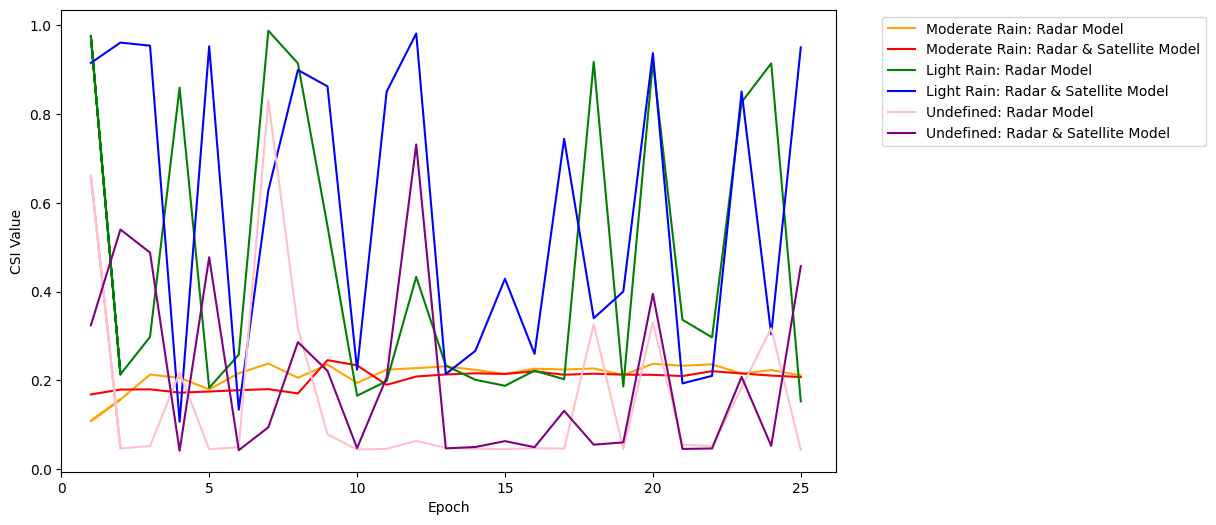 1.0
0.8
0.6
0.4
0.2
0.0
CSI Value
0
5
10
15
20
25
Epoch
Moderate Rain: Radar Model
Moderate Rain: Radar & Satellite Model
Light Rain: Radar Model
Light Rain: Radar & Satellite Model
Undefined: Radar Model
Undefined: Radar & Satellite Model